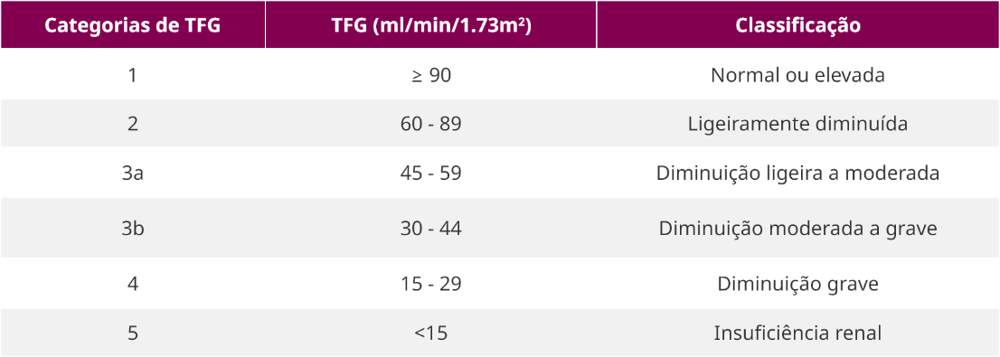 Categorias de TFG TFG (ml/min/1.73m²) Classificação
1 ≥ 90 Normal ou elevada
2 60 - 89 Ligeiramente diminuída
3a 45 - 59 Diminuição ligeira a moderada
3b 30 - 44 Diminuição moderada a grave
4 15 - 29 Diminuição grave
5 <15 Insuficiência renal